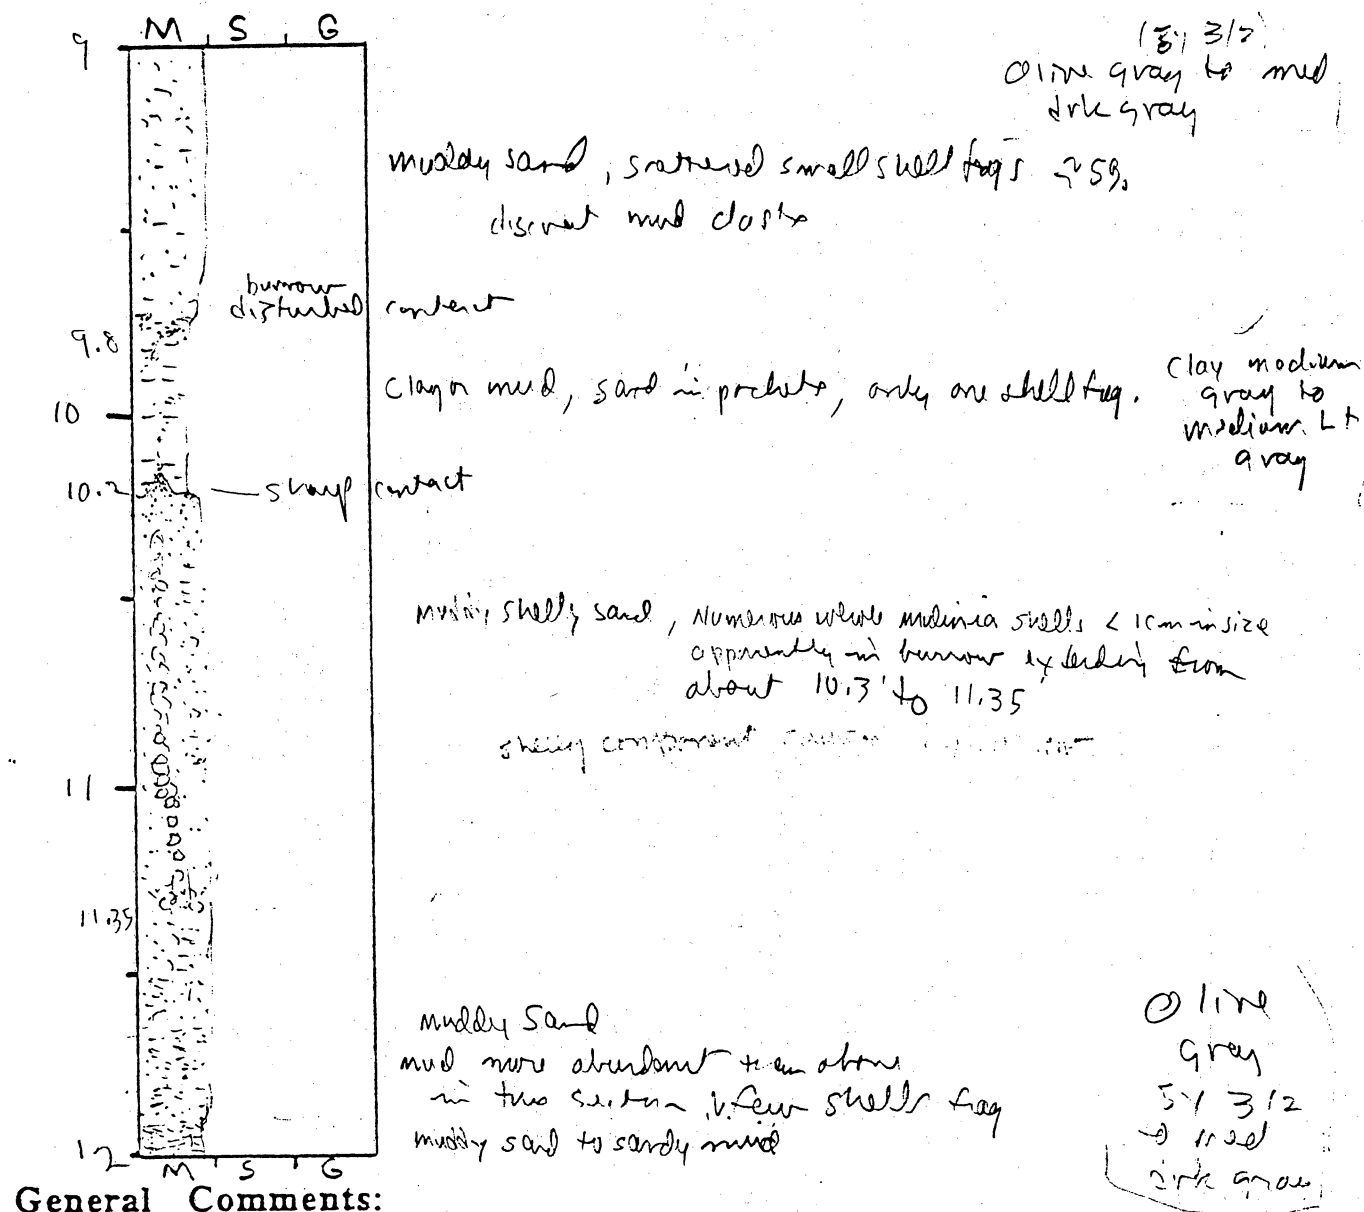 M S G
9
(5Y 3/2)
Olive gray to med
drk gray
muddy sand, scattered small shell frags ~5%
discret mud clasts
burrow
disturbed contact
9.8
Clay or mud, sand in pockets, only one shell frag.
Clay medium
gray to
medium Lt
gray
10
10.2
sharp contact
muddy shelly sand, Numerous whole mulinia shells < 1cm in size
apparently in burrow extending from
about 10.3' to 11.35'
shelly component
11
11.35
muddy sand
mud more abundant than above
in this section, v. few shells frag
muddy sand to sandy mud
Olive
gray
5Y 3/2
→ med
drk gray
12
M S G
General Comments: